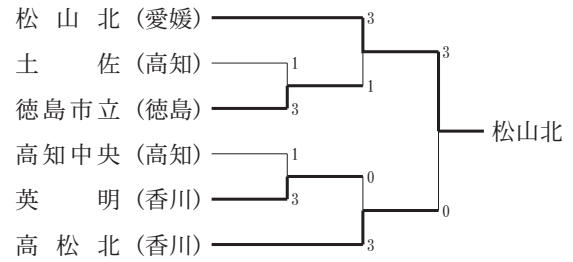 松山北（愛媛）
3
3
土佐（高知）
1
1
徳島市立（徳島）
3
松山北
高知中央（高知）
1
0
英明（香川）
3
0
高松北（香川）
3